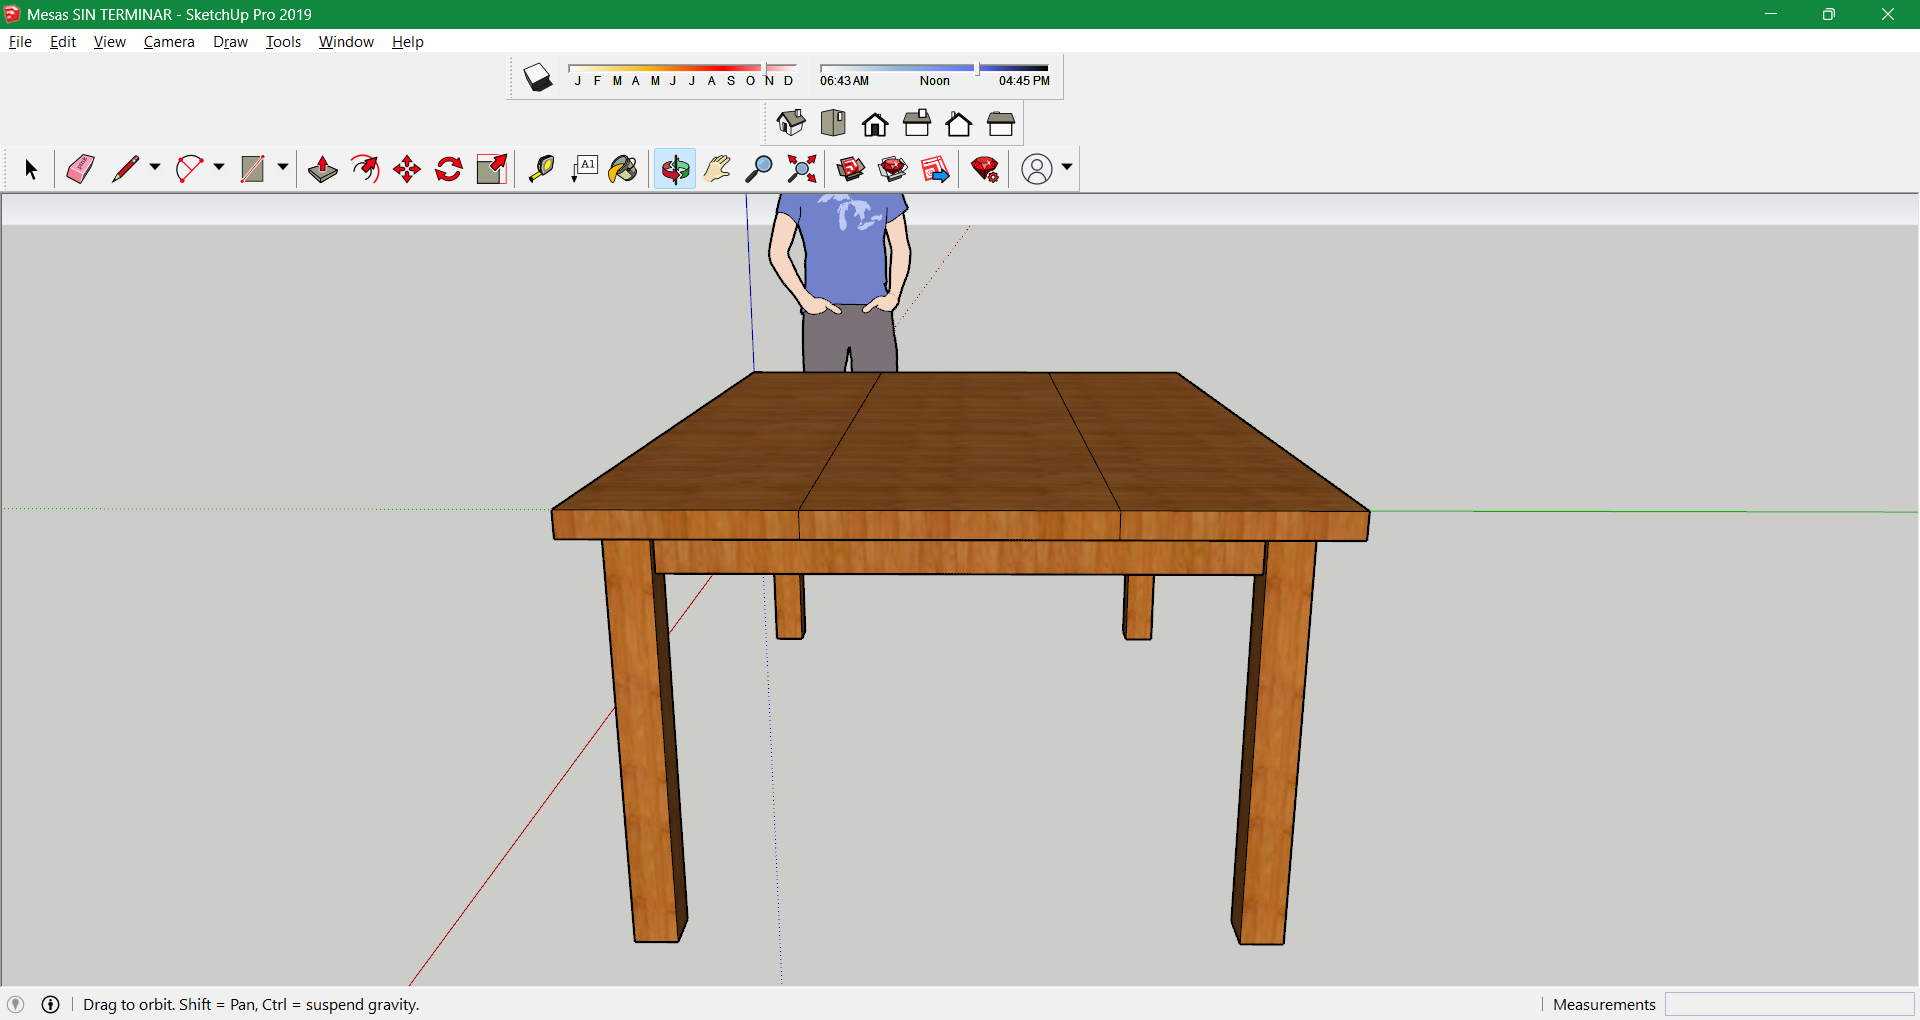 Mesas SIN TERMINAR - SketchUp Pro 2019
File Edit View Camera Draw Tools Window Help
J F M A M J J A S O N D 06:43 AM Noon 04:45 PM
A1
Drag to orbit. Shift = Pan, Ctrl = suspend gravity. Measurements